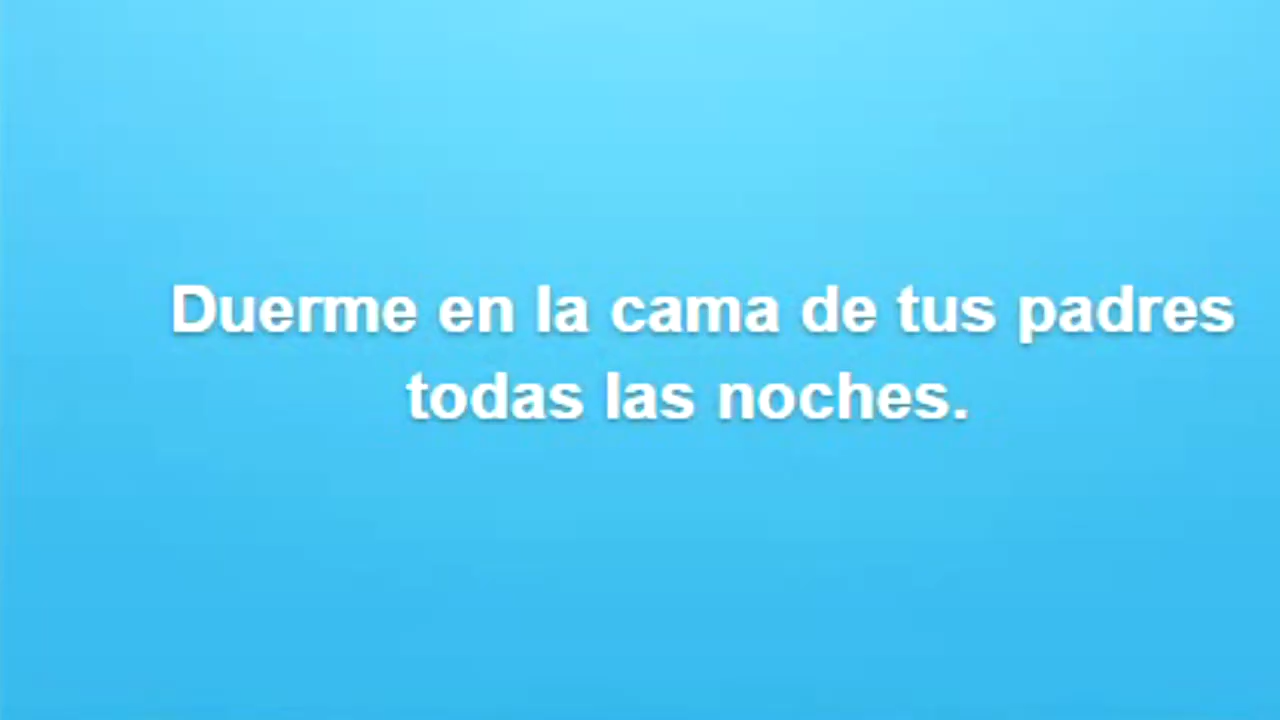 Duerme en la cama de tus padres
todas las noches.